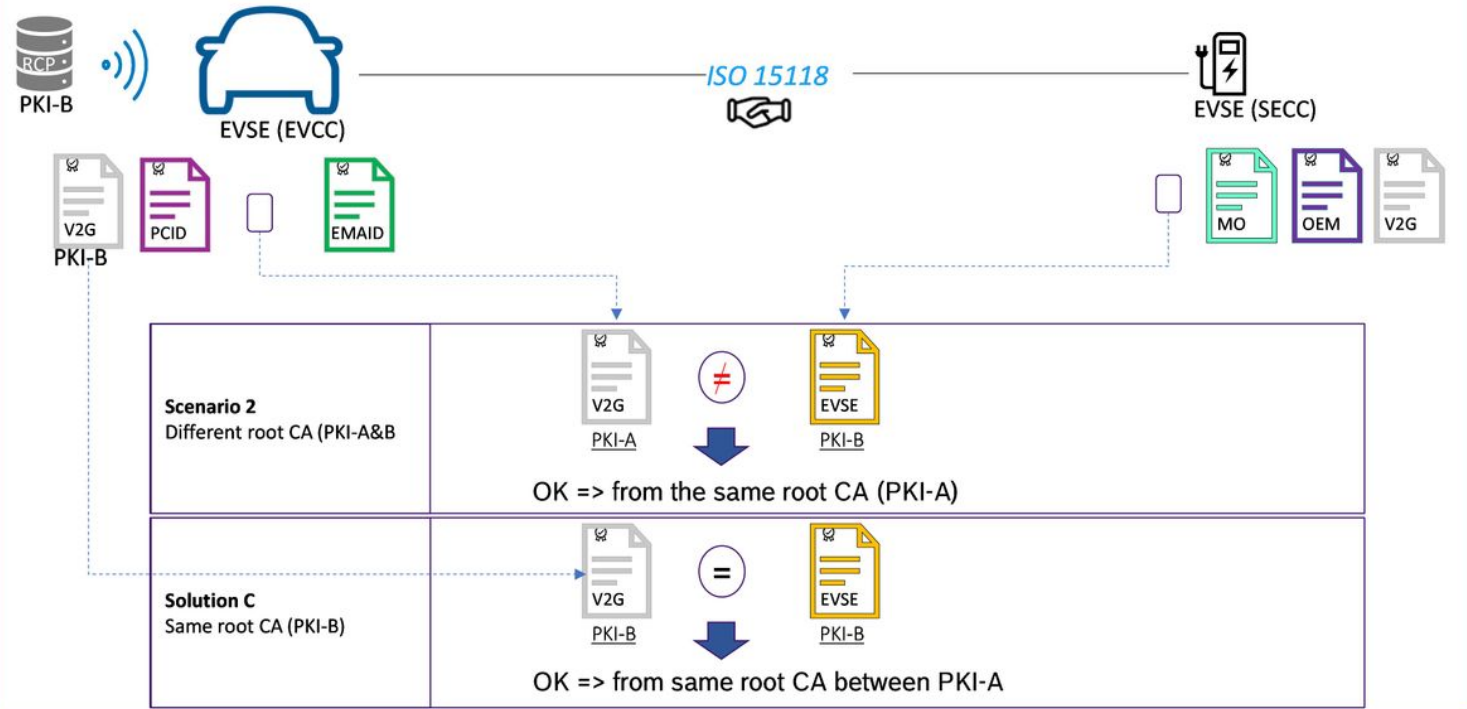 RCP
PKI-B
EVSE (EVCC)
ISO 15118
EVSE (SECC)
V2G
PKI-B
PCID
EMAID
MO
OEM
V2G
Scenario 2
Different root CA (PKI-A&B
V2G
PKI-A
≠
EVSE
PKI-B
OK => from the same root CA (PKI-A)
Solution C
Same root CA (PKI-B)
V2G
PKI-B
=
EVSE
PKI-B
OK => from same root CA between PKI-A